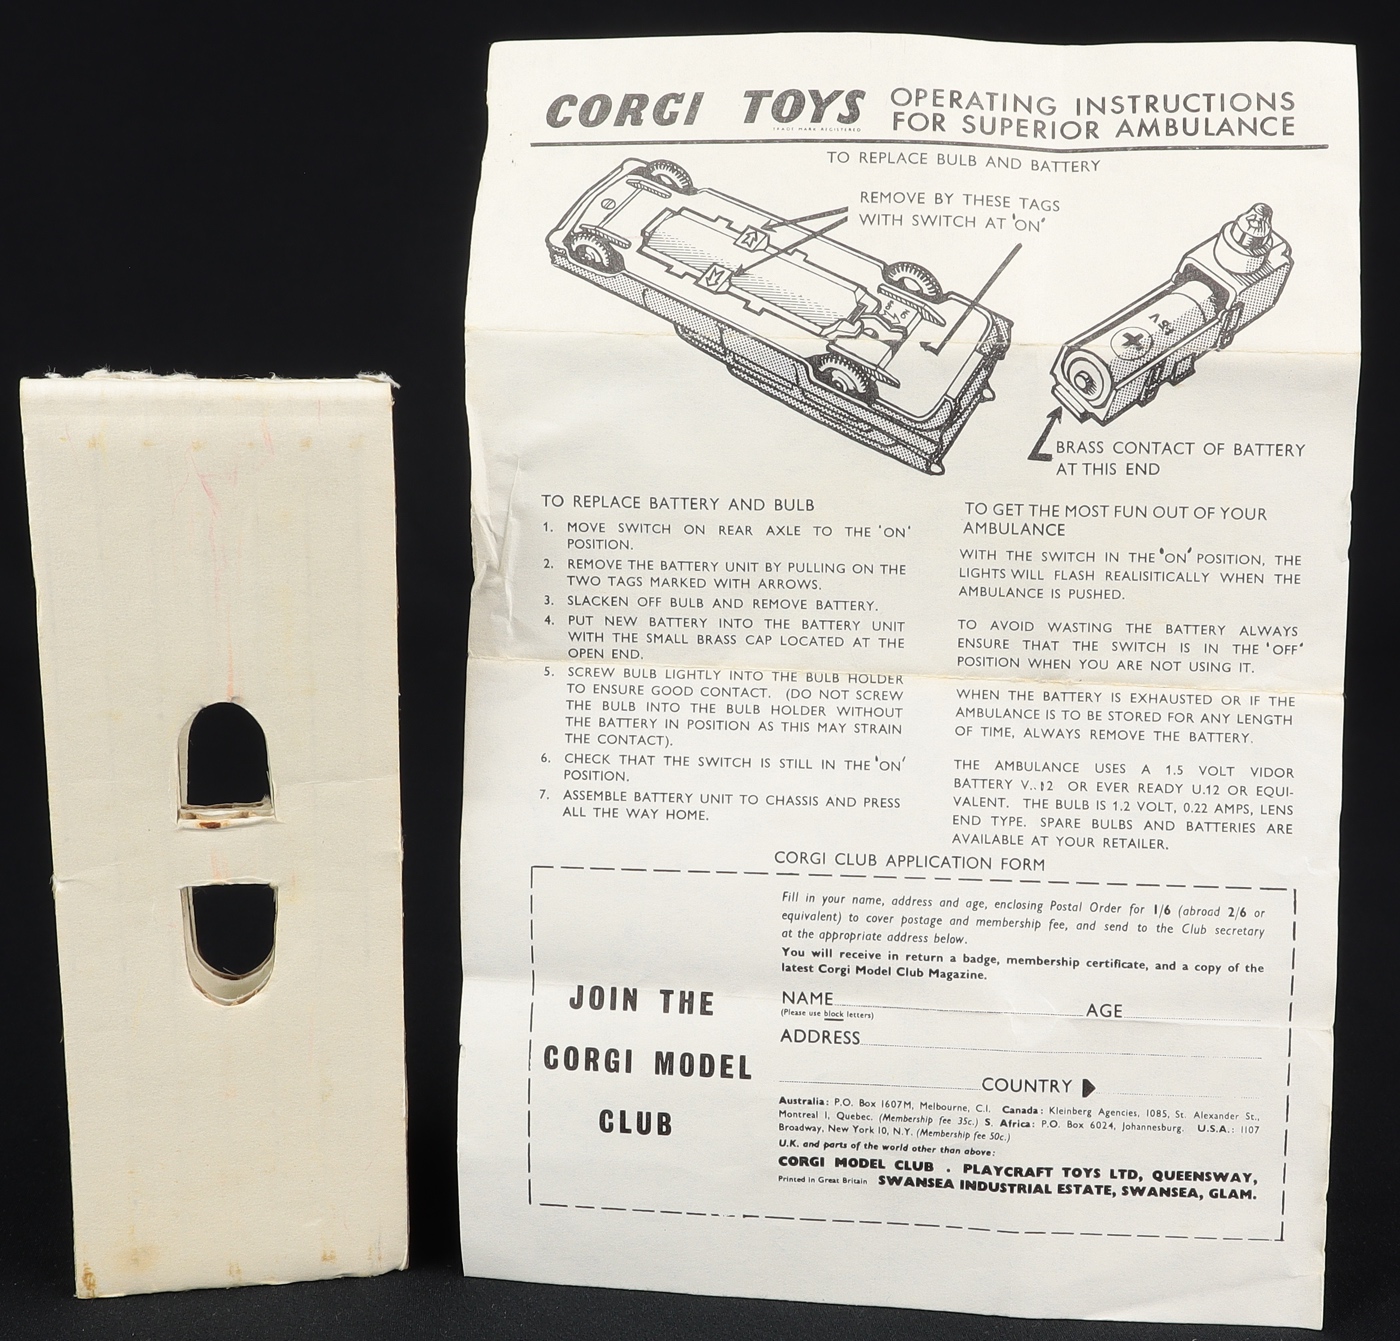 CORGI TOYS
TRADE MARK REGISTERED
OPERATING INSTRUCTIONS
FOR SUPERIOR AMBULANCE
TO REPLACE BULB AND BATTERY
REMOVE BY THESE TAGS
WITH SWITCH AT 'ON'
BRASS CONTACT OF BATTERY
AT THIS END
TO REPLACE BATTERY AND BULB
1. MOVE SWITCH ON REAR AXLE TO THE 'ON'
POSITION.
2. REMOVE THE BATTERY UNIT BY PULLING ON THE
TWO TAGS MARKED WITH ARROWS.
3. SLACKEN OFF BULB AND REMOVE BATTERY.
4. PUT NEW BATTERY INTO THE BATTERY UNIT
WITH THE SMALL BRASS CAP LOCATED AT THE
OPEN END.
5. SCREW BULB LIGHTLY INTO THE BULB HOLDER
TO ENSURE GOOD CONTACT. (DO NOT SCREW
THE BULB INTO THE BULB HOLDER WITHOUT
THE BATTERY IN POSITION AS THIS MAY STRAIN
THE CONTACT).
6. CHECK THAT THE SWITCH IS STILL IN THE 'ON'
POSITION.
7. ASSEMBLE BATTERY UNIT TO CHASSIS AND PRESS
ALL THE WAY HOME.
TO GET THE MOST FUN OUT OF YOUR
AMBULANCE
WITH THE SWITCH IN THE 'ON' POSITION, THE
LIGHTS WILL FLASH REALISITICALLY WHEN THE
AMBULANCE IS PUSHED.
TO AVOID WASTING THE BATTERY ALWAYS
ENSURE THAT THE SWITCH IS IN THE 'OFF'
POSITION WHEN YOU ARE NOT USING IT.
WHEN THE BATTERY IS EXHAUSTED OR IF THE
AMBULANCE IS TO BE STORED FOR ANY LENGTH
OF TIME, ALWAYS REMOVE THE BATTERY.
THE AMBULANCE USES A 1.5 VOLT VIDOR
BATTERY V..12 OR EVER READY U.12 OR EQUI-
VALENT. THE BULB IS 1.2 VOLT, 0.22 AMPS, LENS
END TYPE. SPARE BULBS AND BATTERIES ARE
AVAILABLE AT YOUR RETAILER.
CORGI CLUB APPLICATION FORM
JOIN THE
CORGI MODEL
CLUB
Fill in your name, address and age, enclosing Postal Order for 1/6 (abroad 2/6 or
equivalent) to cover postage and membership fee, and send to the Club secretary
at the appropriate address below.
You will receive in return a badge, membership certificate, and a copy of the
latest Corgi Model Club Magazine.
NAME AGE
(Please use block letters)
ADDRESS
COUNTRY
Australia: P.O. Box 1607M, Melbourne, C.I. Canada: Kleinberg Agencies, 1085, St. Alexander St.,
Montreal 1, Quebec. (Membership fee 35c.) S. Africa: P.O. Box 6024, Johannesburg. U.S.A.: 1107
Broadway, New York 10, N.Y. (Membership fee 50c.)
U.K. and parts of the world other than above:
CORGI MODEL CLUB . PLAYCRAFT TOYS LTD, QUEENSWAY,
Printed in Great Britain SWANSEA INDUSTRIAL ESTATE, SWANSEA, GLAM.